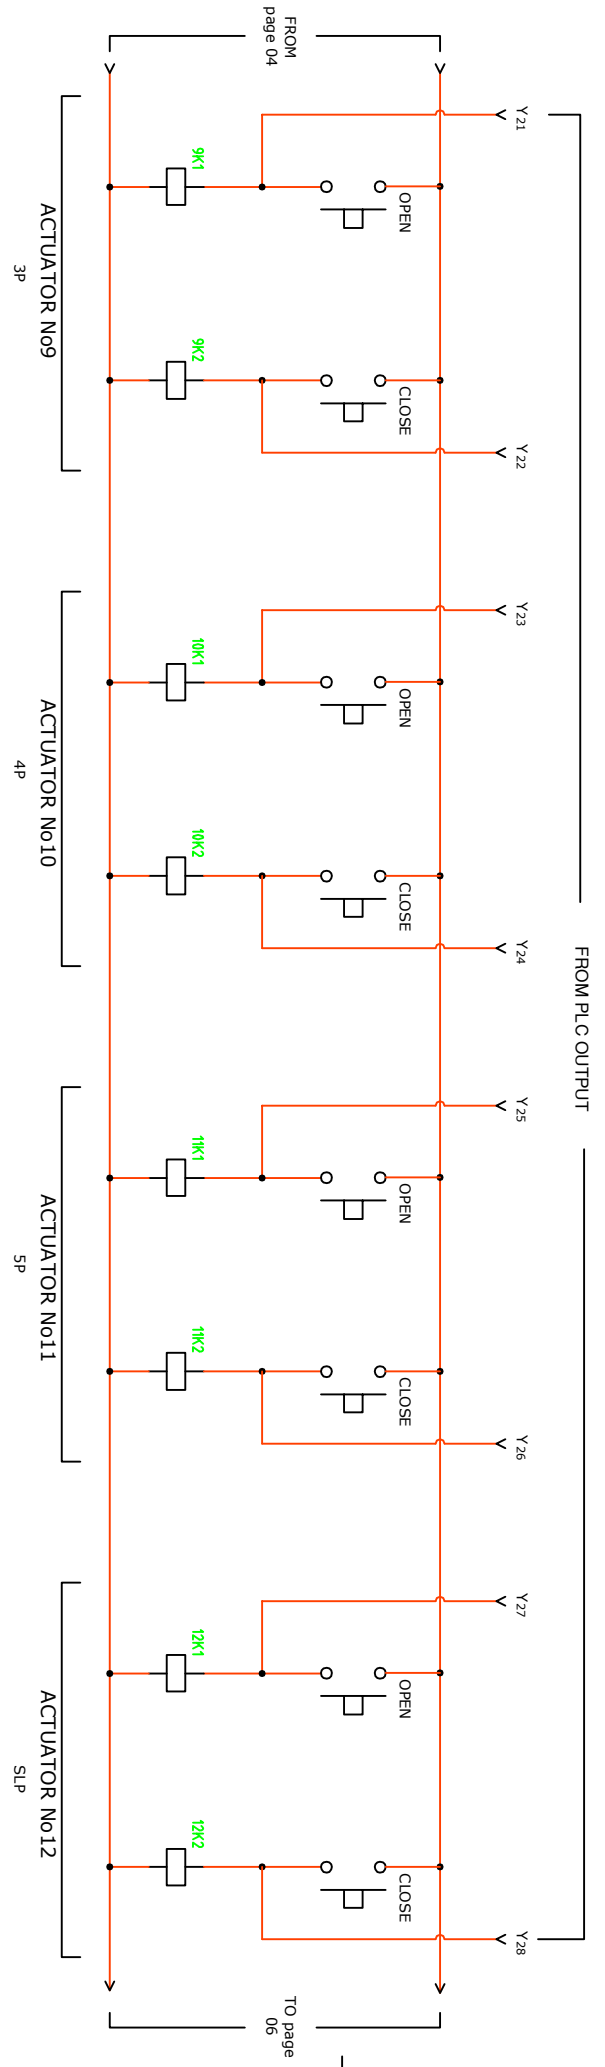 FROM PLC OUTPUT
FROM
page 04
Y21
Y22
Y23
Y24
Y25
Y26
Y27
Y28
TO page
06
OPEN
CLOSE
OPEN
CLOSE
OPEN
CLOSE
OPEN
CLOSE
9K1
9K2
10K1
10K2
11K1
11K2
12K1
12K2
ACTUATOR No9
3P
ACTUATOR No10
4P
ACTUATOR No11
5P
ACTUATOR No12
SLP